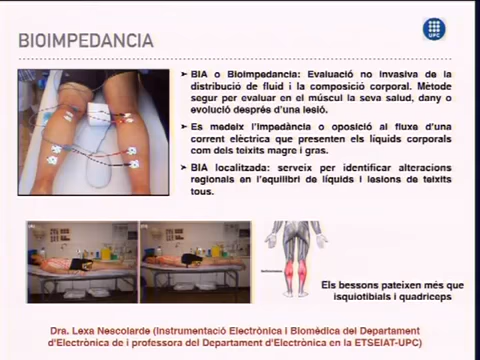 UPC
BIOIMPEDANCIA
➤ BIA o Bioimpedancia: Evaluació no invasiva de la
distribució de fluid i la composició corporal. Mètode
segur per evaluar en el múscul la seva salud, dany o
evolució després d'una lesió.
➤ Es medeix l'impedància o oposició al fluxe d'una
corrent elèctrica que presenten els líquids corporals
com dels teixits magre i gras.
➤ BIA localitzada: serveix per identificar alteracions
regionals en l'equilibri de líquids i lesions de teixits
tous.
Els bessons pateixen més que
isquiotibials i quadriceps
Dra. Lexa Nescolarde (Instrumentació Electrònica i Biomèdica del Departament
d'Electrònica de i professora del Departament d'Electrònica en la ETSEIAT-UPC)